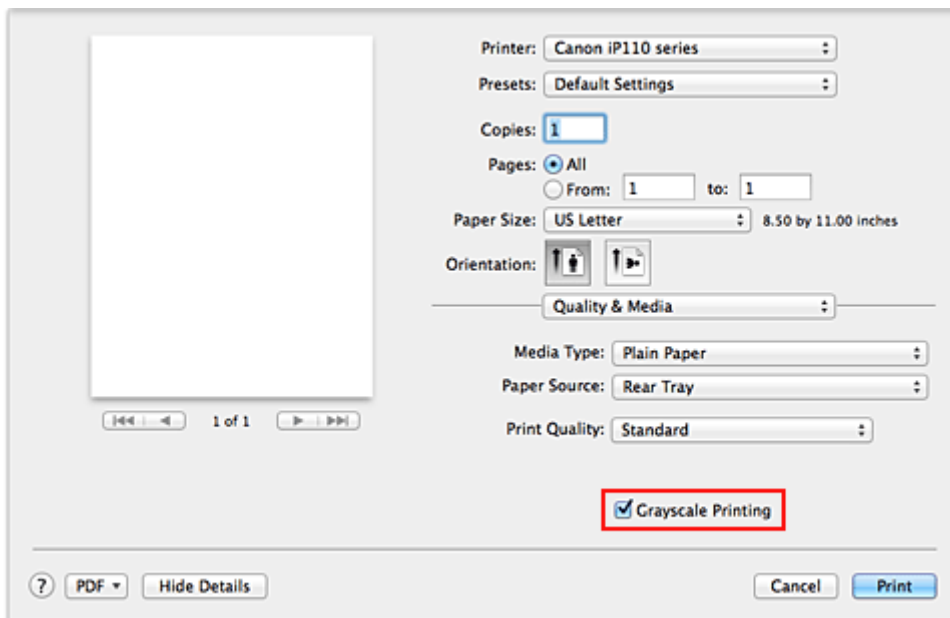 Printer: Canon iP110 series
Presets: Default Settings
Copies: 1
Pages: All
From: 1 to: 1
Paper Size: US Letter 8.50 by 11.00 inches
Orientation:
Quality & Media
Media Type: Plain Paper
Paper Source: Rear Tray
1 of 1
Print Quality: Standard
Grayscale Printing
? PDF Hide Details Cancel Print